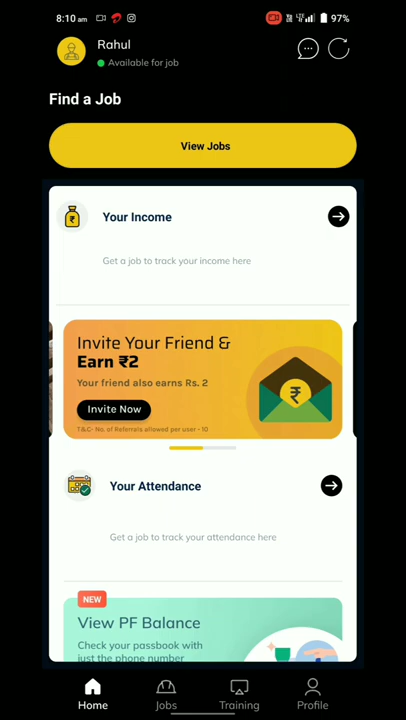 8:10 am
97%
Rahul
Available for job
Find a Job
View Jobs
Your Income
Get a job to track your income here
Invite Your Friend &
Earn ₹2
Your friend also earns Rs. 2
Invite Now
T&C- No. of Referrals allowed per user - 10
Your Attendance
Get a job to track your attendance here
NEW
View PF Balance
Check your passbook with
just the phone number
Home
Jobs
Training
Profile